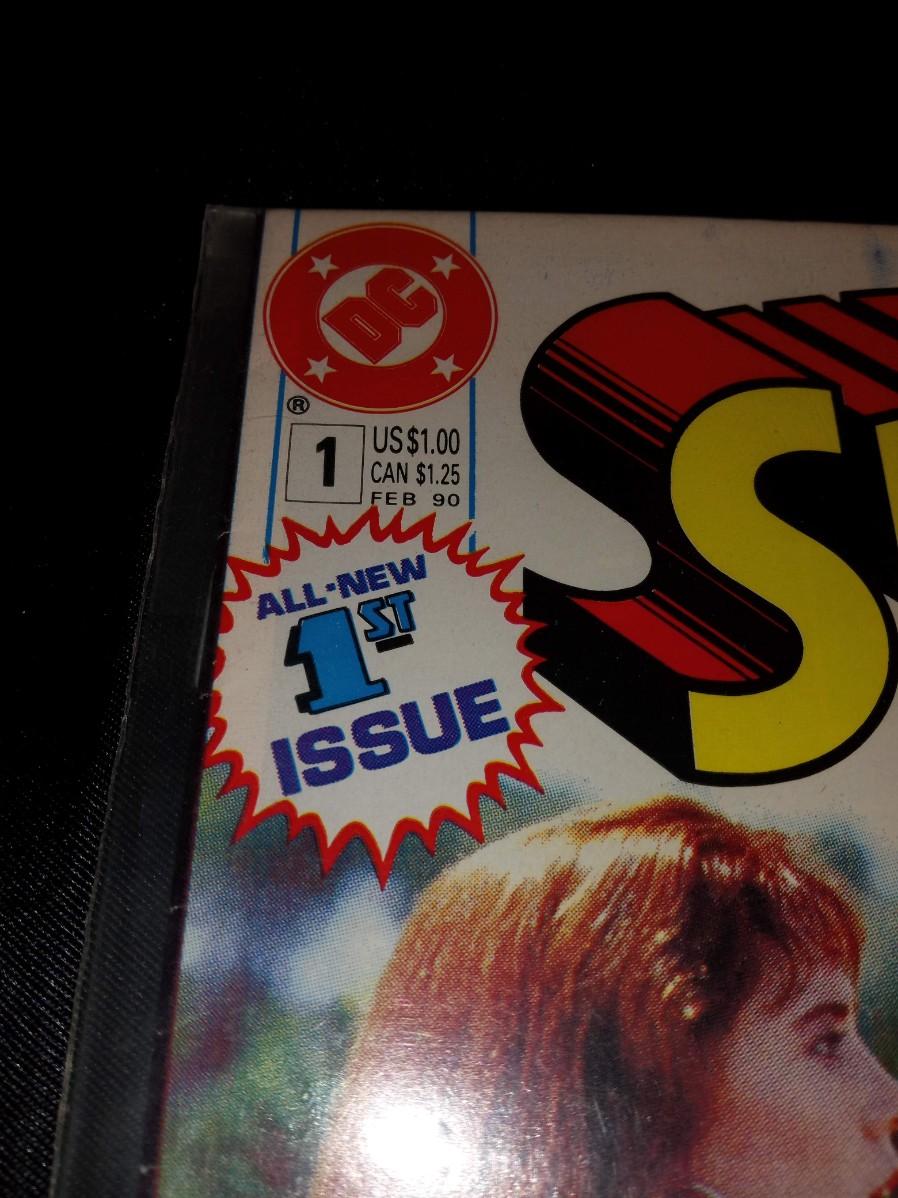 DC
®
1
US $1.00
CAN $1.25
FEB 90
ALL-NEW
1ST
ISSUE
S